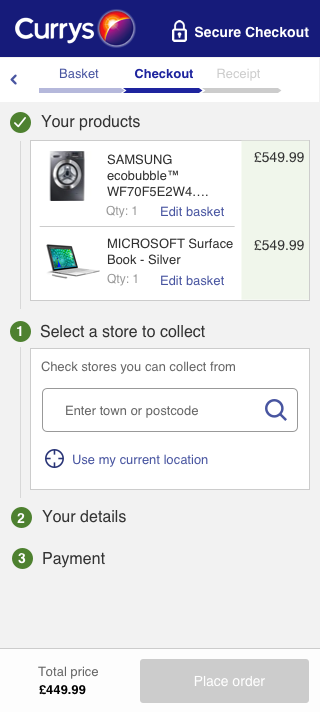 Currys
Secure Checkout
Basket
Checkout
Receipt
Your products
SAMSUNG
ecobubble™
WF70F5E2W4....
£549.99
Qty: 1
Edit basket
MICROSOFT Surface
Book - Silver
£549.99
Qty: 1
Edit basket
1
Select a store to collect
Check stores you can collect from
Enter town or postcode
Use my current location
2
Your details
3
Payment
Total price
£449.99
Place order